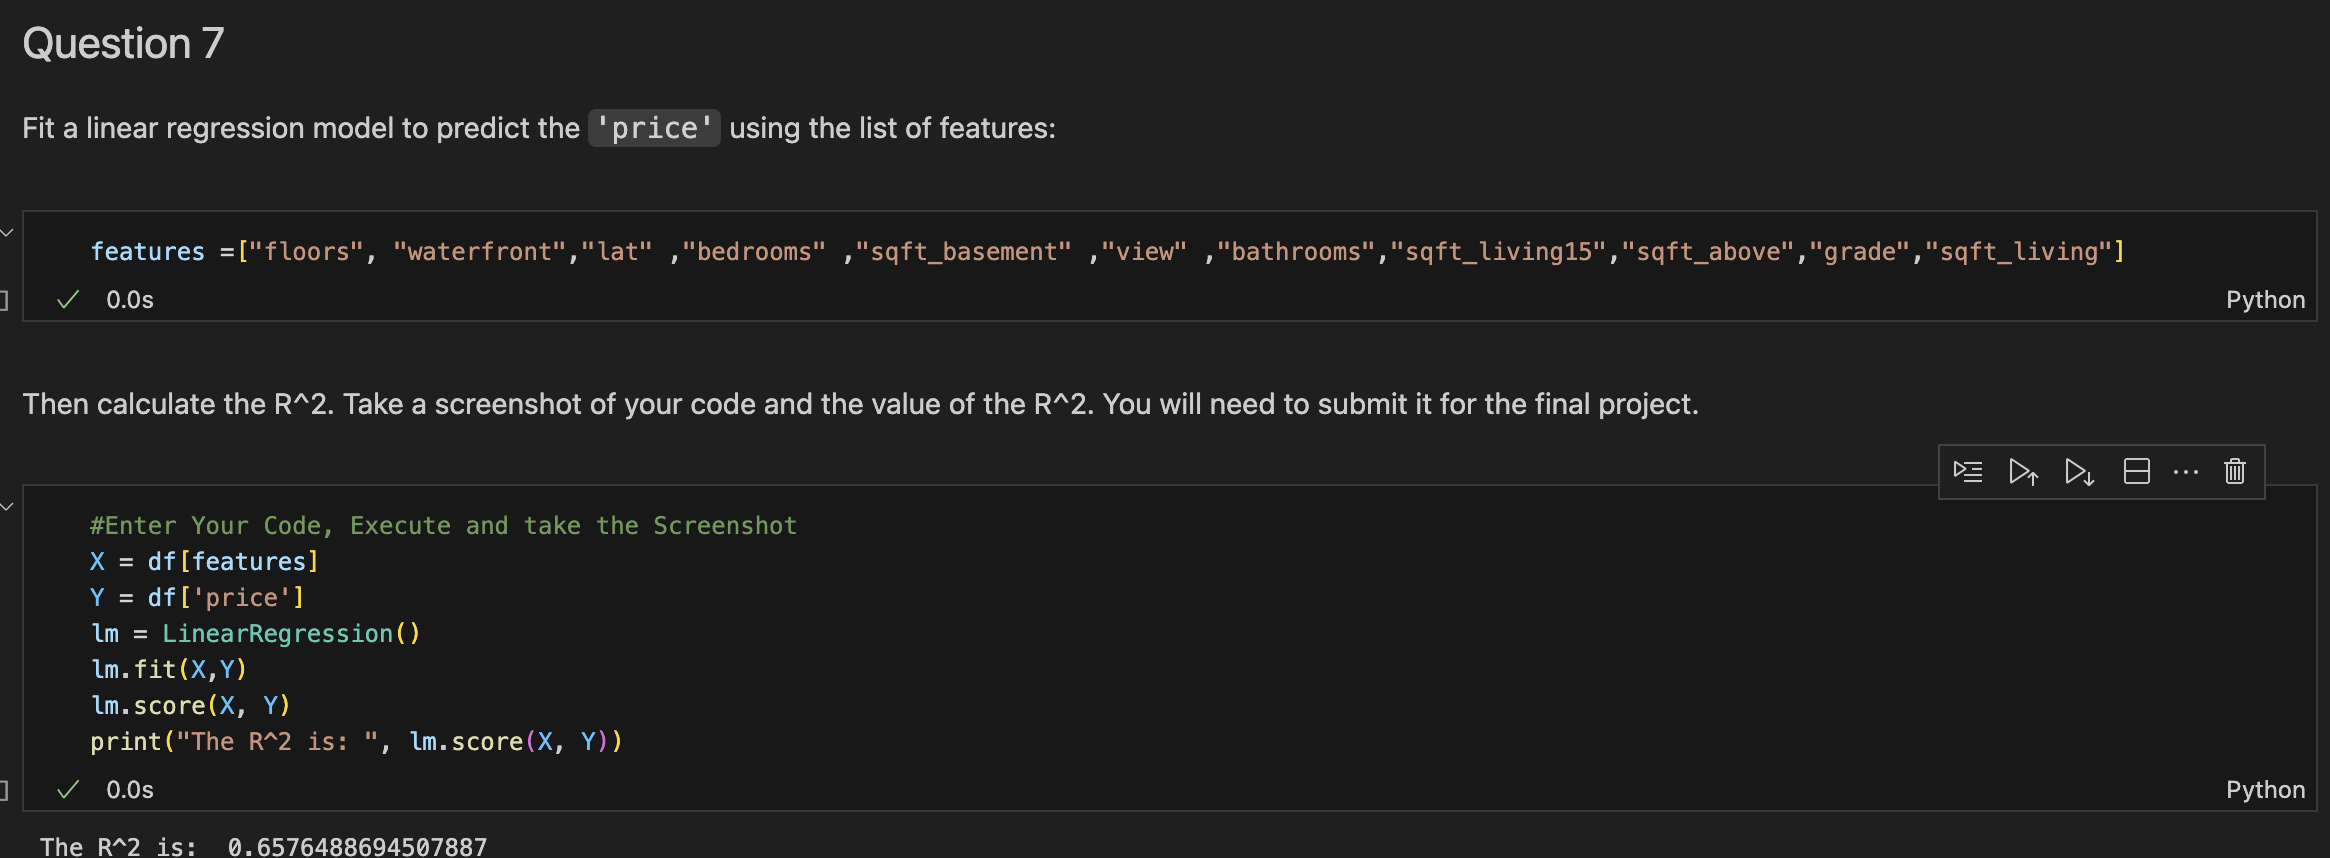 Question 7
Fit a linear regression model to predict the 'price' using the list of features:
features =["floors", "waterfront","lat" ,"bedrooms" ,"sqft_basement" ,"view" ,"bathrooms","sqft_living15","sqft_above","grade","sqft_living"]
0.0s
Python
Then calculate the R^2. Take a screenshot of your code and the value of the R^2. You will need to submit it for the final project.
#Enter Your Code, Execute and take the Screenshot
X = df[features]
Y = df['price']
lm = LinearRegression()
lm.fit(X,Y)
lm.score(X, Y)
print("The R^2 is: ", lm.score(X, Y))
0.0s
Python
The R^2 is:  0.6576488694507887